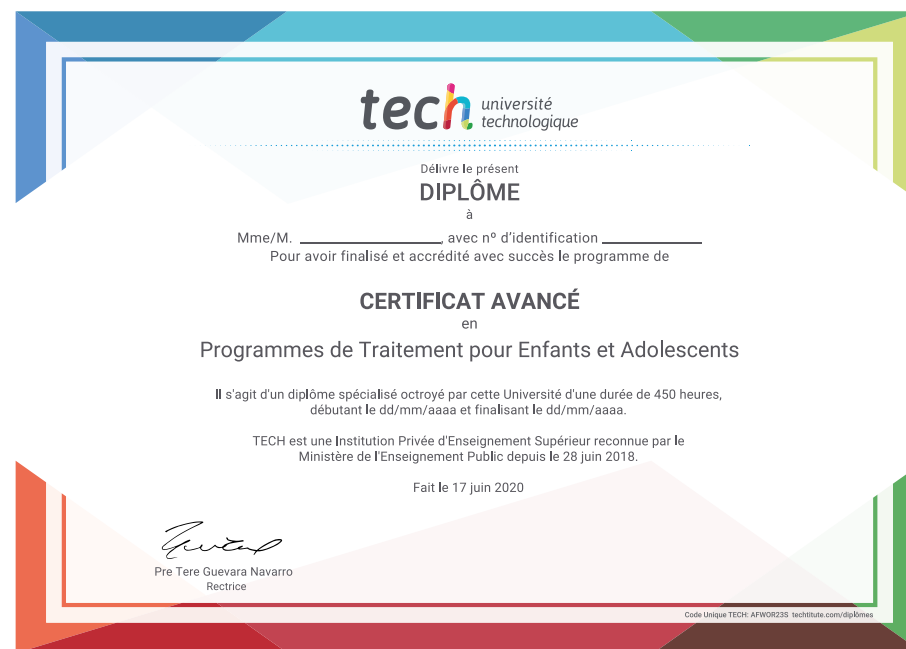 tech université
technologique
Délivre le présent
DIPLÔME
à
Mme/M. ____________________, avec nº d'identification ______________
Pour avoir finalisé et accrédité avec succès le programme de
CERTIFICAT AVANCÉ
en
Programmes de Traitement pour Enfants et Adolescents
Il s'agit d'un diplôme spécialisé octroyé par cette Université d'une durée de 450 heures,
débutant le dd/mm/aaaa et finalisant le dd/mm/aaaa.
TECH est une Institution Privée d'Enseignement Supérieur reconnue par le
Ministère de l'Enseignement Public depuis le 28 juin 2018.
Fait le 17 juin 2020
Pre Tere Guevara Navarro
Rectrice
Code Unique TECH: AFWOR23S techtitute.com/diplômes